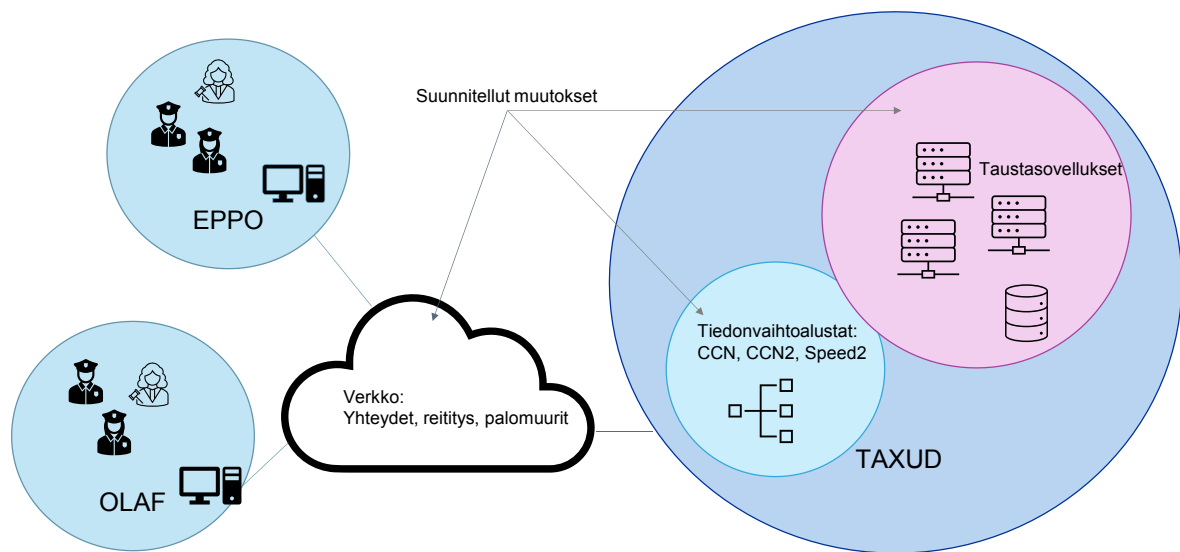 Suunnitellut muutokset
EPPO
Taustasovellukset
Tiedonvaihtoalustat:
CCN, CCN2, Speed2
Verkko:
Yhteydet, reititys, palomuurit
TAXUD
OLAF